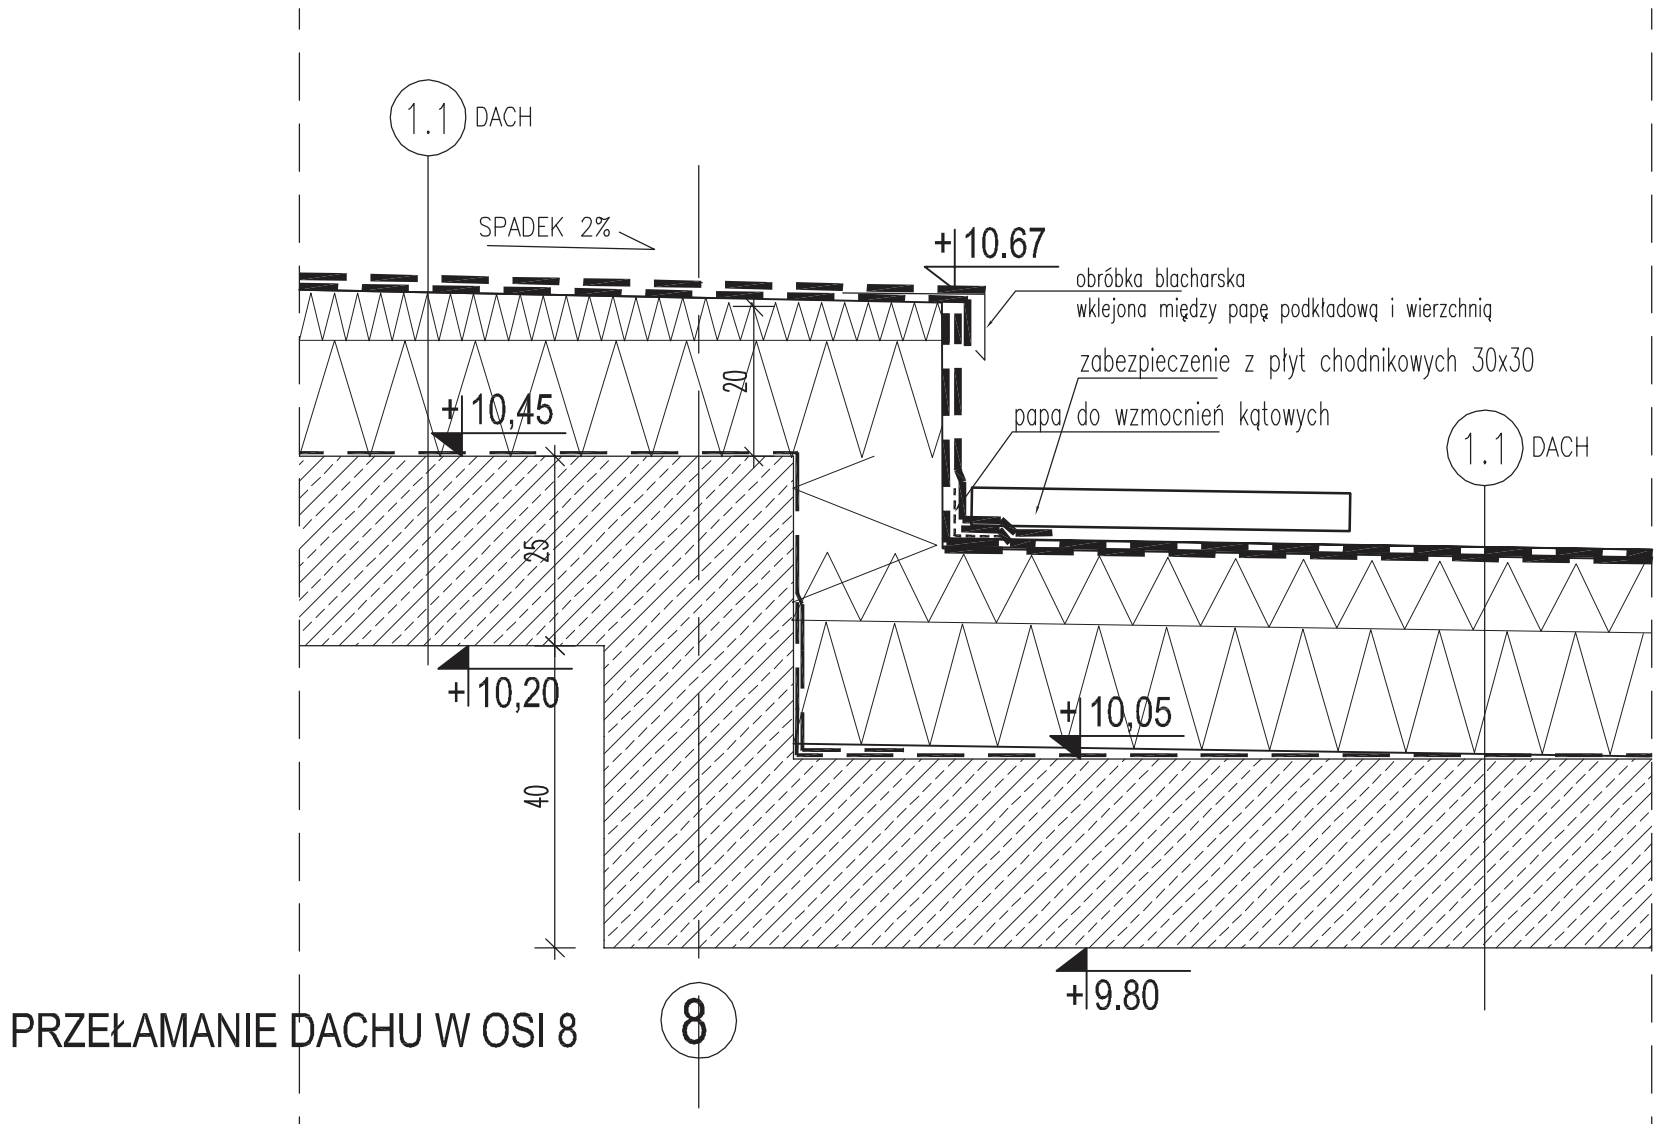 1.1 DACH
SPADEK 2%
+10.67
obróbka blacharska
wklejona między papę podkładową i wierzchnią
zabezpieczenie z płyt chodnikowych 30x30
20
+10,45
papa do wzmocnień kątowych
1.1 DACH
25
+10,20
+10,05
40
+9.80
PRZEŁAMANIE DACHU W OSI 8
8